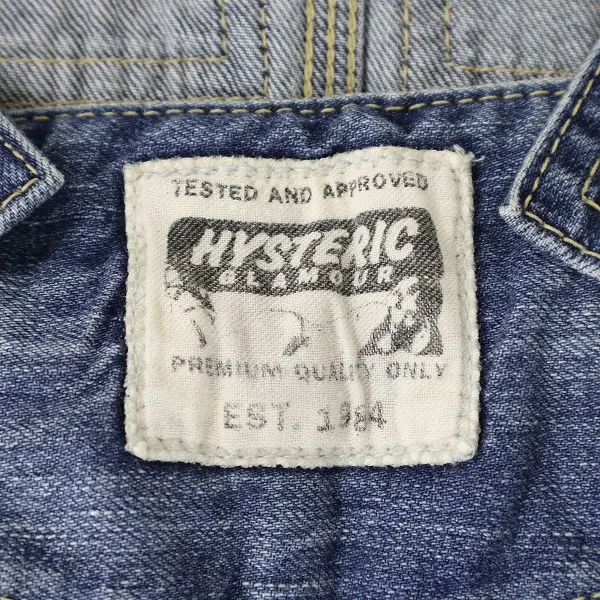 TESTED AND APPROVED
HYSTERIC
GLAMOUR
PREMIUM QUALITY ONLY
EST. 1984